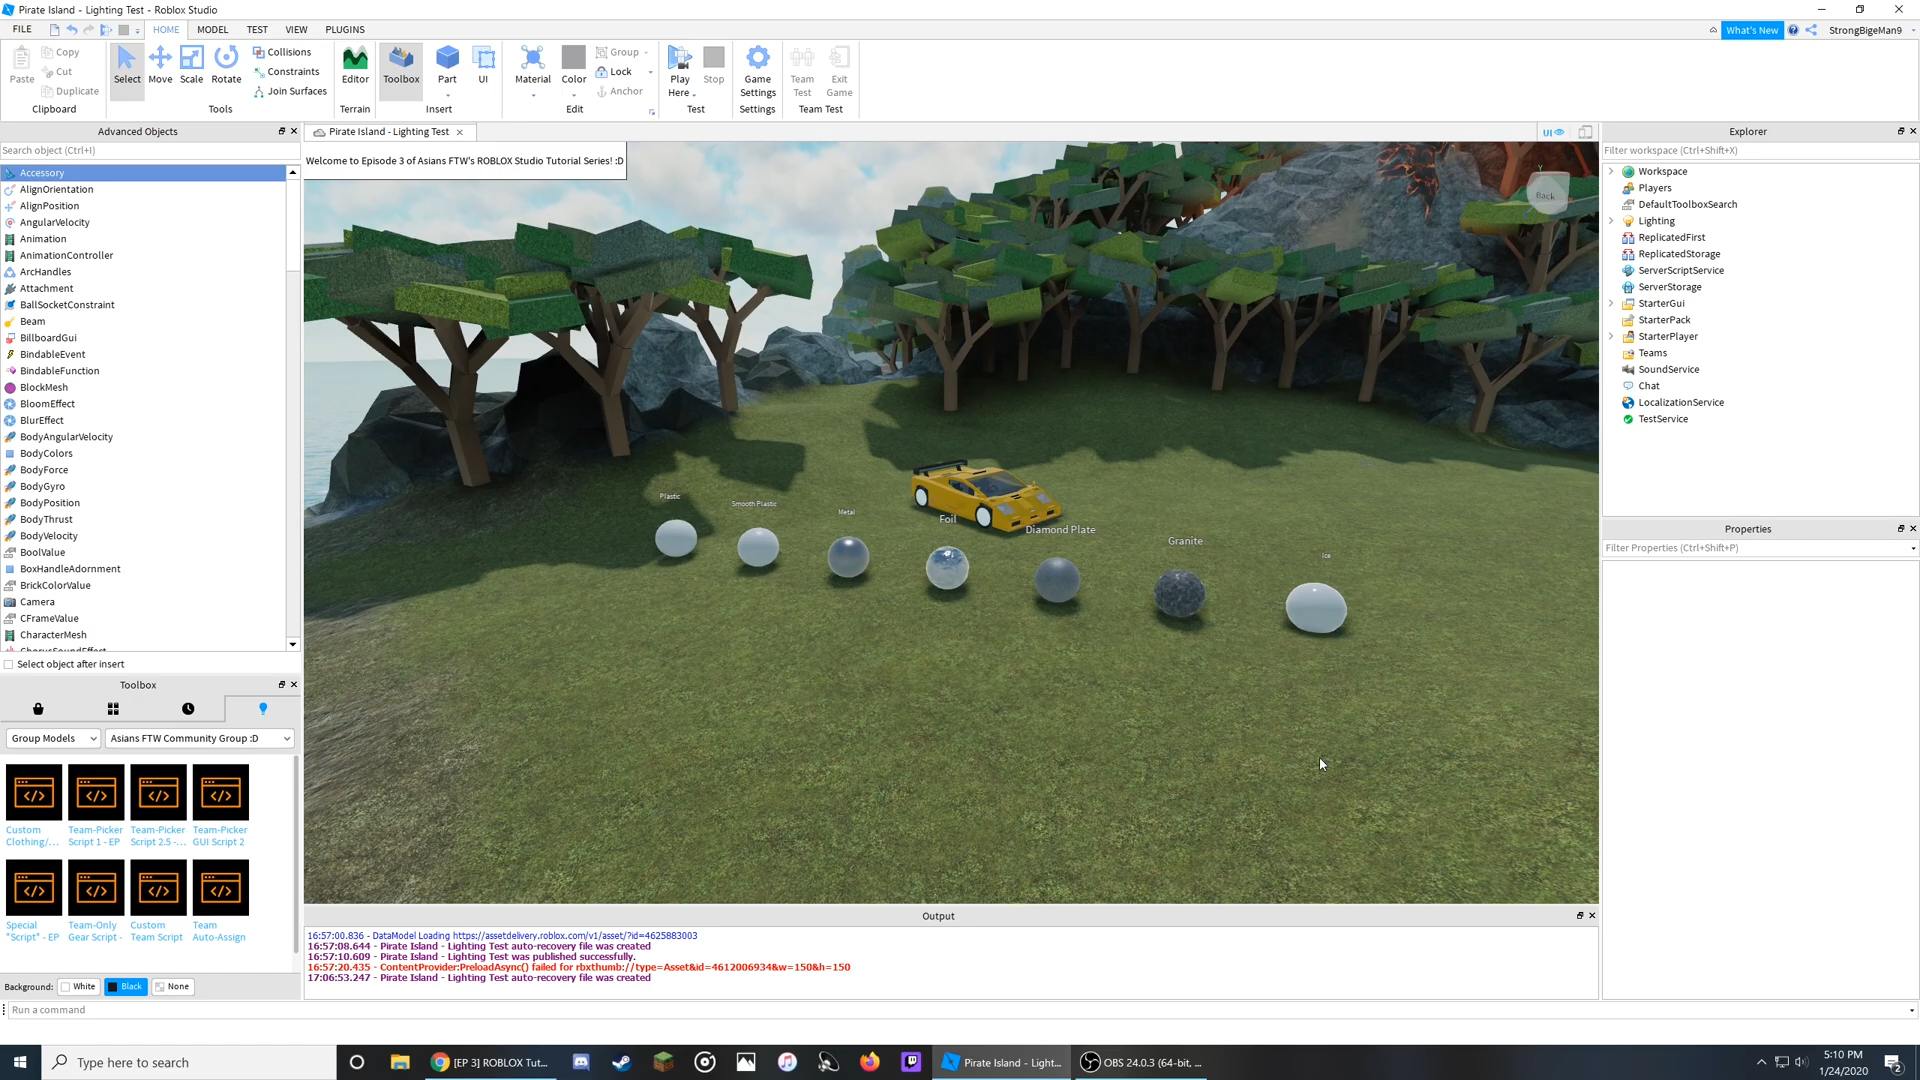 Pirate Island - Lighting Test - Roblox Studio
FILE HOME MODEL TEST VIEW PLUGINS What's New StrongBigeMan9
Paste Copy Cut Duplicate
Clipboard
Select Move Scale Rotate Collisions Constraints Join Surfaces
Tools
Editor
Terrain
Toolbox Part UI
Insert
Material Color Group Lock Anchor
Edit
Play Here Stop
Test
Game Settings
Settings
Team Test Exit Game
Team Test
Advanced Objects
Search object (Ctrl+I)
Accessory
AlignOrientation
AlignPosition
AngularVelocity
Animation
AnimationController
ArcHandles
Attachment
BallSocketConstraint
Beam
BillboardGui
BindableEvent
BindableFunction
BlockMesh
BloomEffect
BlurEffect
BodyAngularVelocity
BodyColors
BodyForce
BodyGyro
BodyPosition
BodyThrust
BodyVelocity
BoolValue
BoxHandleAdornment
BrickColorValue
Camera
CFrameValue
CharacterMesh
ChorusSoundEffect
Select object after insert
Toolbox
Group Models Asians FTW Community Group :D
Custom Clothing/...
Team-Picker Script 1 - EP
Team-Picker Script 2.5 -...
Team-Picker GUI Script 2
Special "Script" - EP
Team-Only Gear Script -
Custom Team Script
Team Auto-Assign
Background: White Black None
Run a command
Pirate Island - Lighting Test
UI
Welcome to Episode 3 of Asians FTW's ROBLOX Studio Tutorial Series! :D
Y
Back
Plastic
Smooth Plastic
Metal
Foil
Diamond Plate
Granite
Ice
Output
16:57:00.836 - DataModel Loading https://assetdelivery.roblox.com/v1/asset/?id=4625883003
16:57:08.644 - Pirate Island - Lighting Test auto-recovery file was created
16:57:10.609 - Pirate Island - Lighting Test was published successfully.
16:57:20.435 - ContentProvider:PreloadAsync() failed for rbxthumb://type=Asset&id=4612006934&w=150&h=150
17:06:53.247 - Pirate Island - Lighting Test auto-recovery file was created
Explorer
Filter workspace (Ctrl+Shift+X)
Workspace
Players
DefaultToolboxSearch
Lighting
ReplicatedFirst
ReplicatedStorage
ServerScriptService
ServerStorage
StarterGui
StarterPack
StarterPlayer
Teams
SoundService
Chat
LocalizationService
TestService
Properties
Filter Properties (Ctrl+Shift+P)
Type here to search
[EP 3] ROBLOX Tut...
Pirate Island - Light...
OBS 24.0.3 (64-bit, ...
5:10 PM
1/24/2020
2